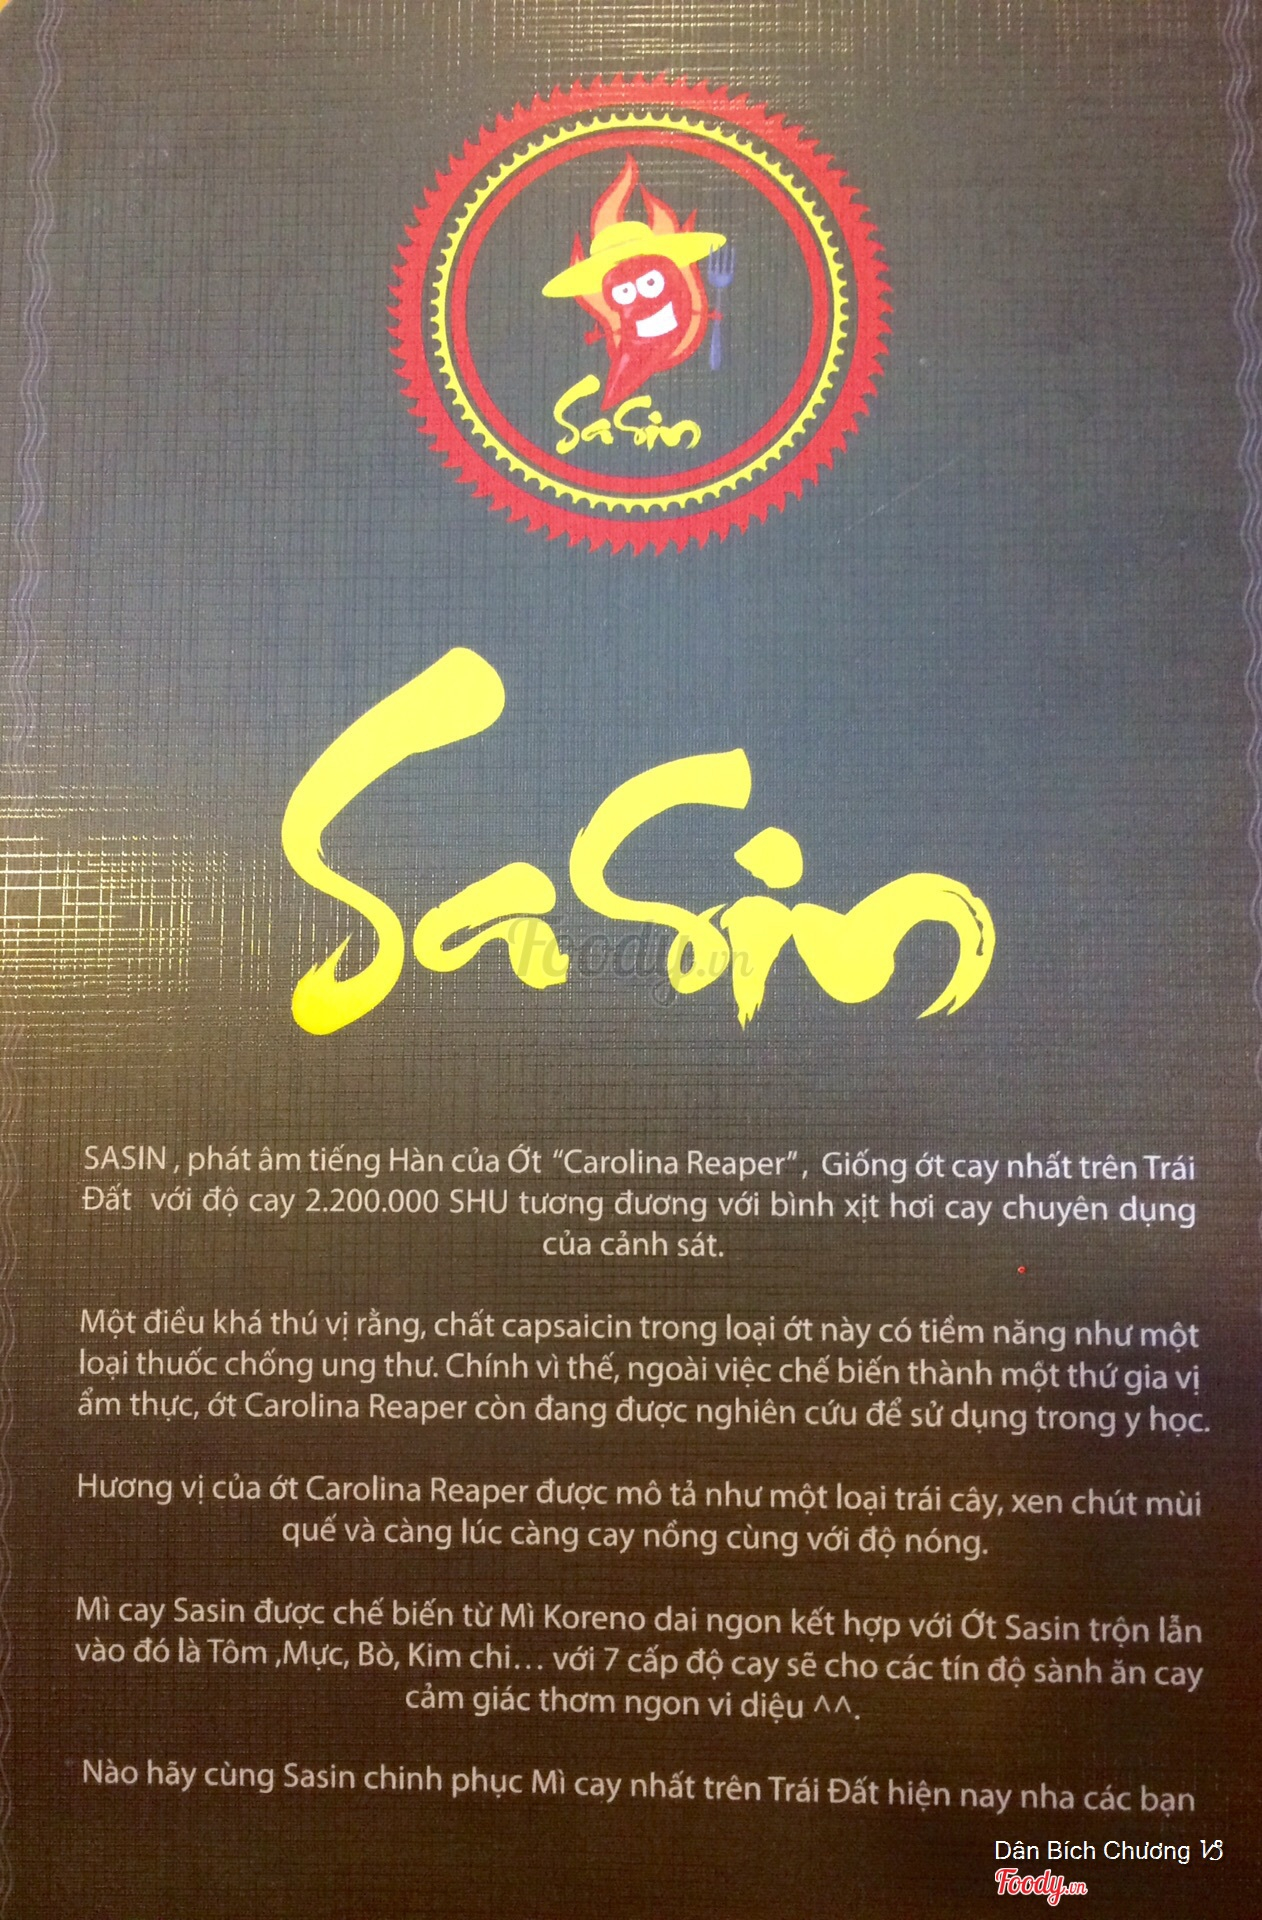 SaSin
SaSin
Foody.vn
SASIN , phát âm tiếng Hàn của Ớt “Carolina Reaper” , Giống ớt cay nhất trên Trái
Đất với độ cay 2.200.000 SHU tương đương với bình xịt hơi cay chuyên dụng
của cảnh sát.
Một điều khá thú vị rằng, chất capsaicin trong loại ớt này có tiềm năng như một
loại thuốc chống ung thư. Chính vì thế, ngoài việc chế biến thành một thứ gia vị
ẩm thực, ớt Carolina Reaper còn đang được nghiên cứu để sử dụng trong y học.
Hương vị của ớt Carolina Reaper được mô tả như một loại trái cây, xen chút mùi
quế và càng lúc càng cay nồng cùng với độ nóng.
Mì cay Sasin được chế biến từ Mì Koreno dai ngon kết hợp với Ớt Sasin trộn lẫn
vào đó là Tôm ,Mực, Bò, Kim chi... với 7 cấp độ cay sẽ cho các tín độ sành ăn cay
cảm giác thơm ngon vi diệu ^^.
Nào hãy cùng Sasin chinh phục Mì cay nhất trên Trái Đất hiện nay nha các bạn
Dân Bích Chương ♑
Foody.vn